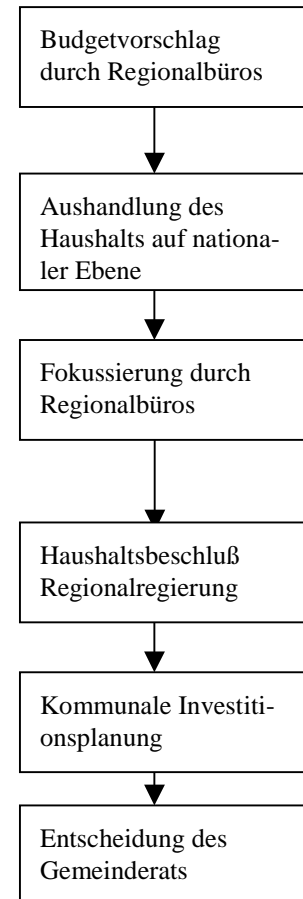 Budgetvorschlag
durch Regionalbüros
Aushandlung des
Haushalts auf nationa-
ler Ebene
Fokussierung durch
Regionalbüros
Haushaltsbeschluß
Regionalregierung
Kommunale Investiti-
onsplanung
Entscheidung des
Gemeinderats